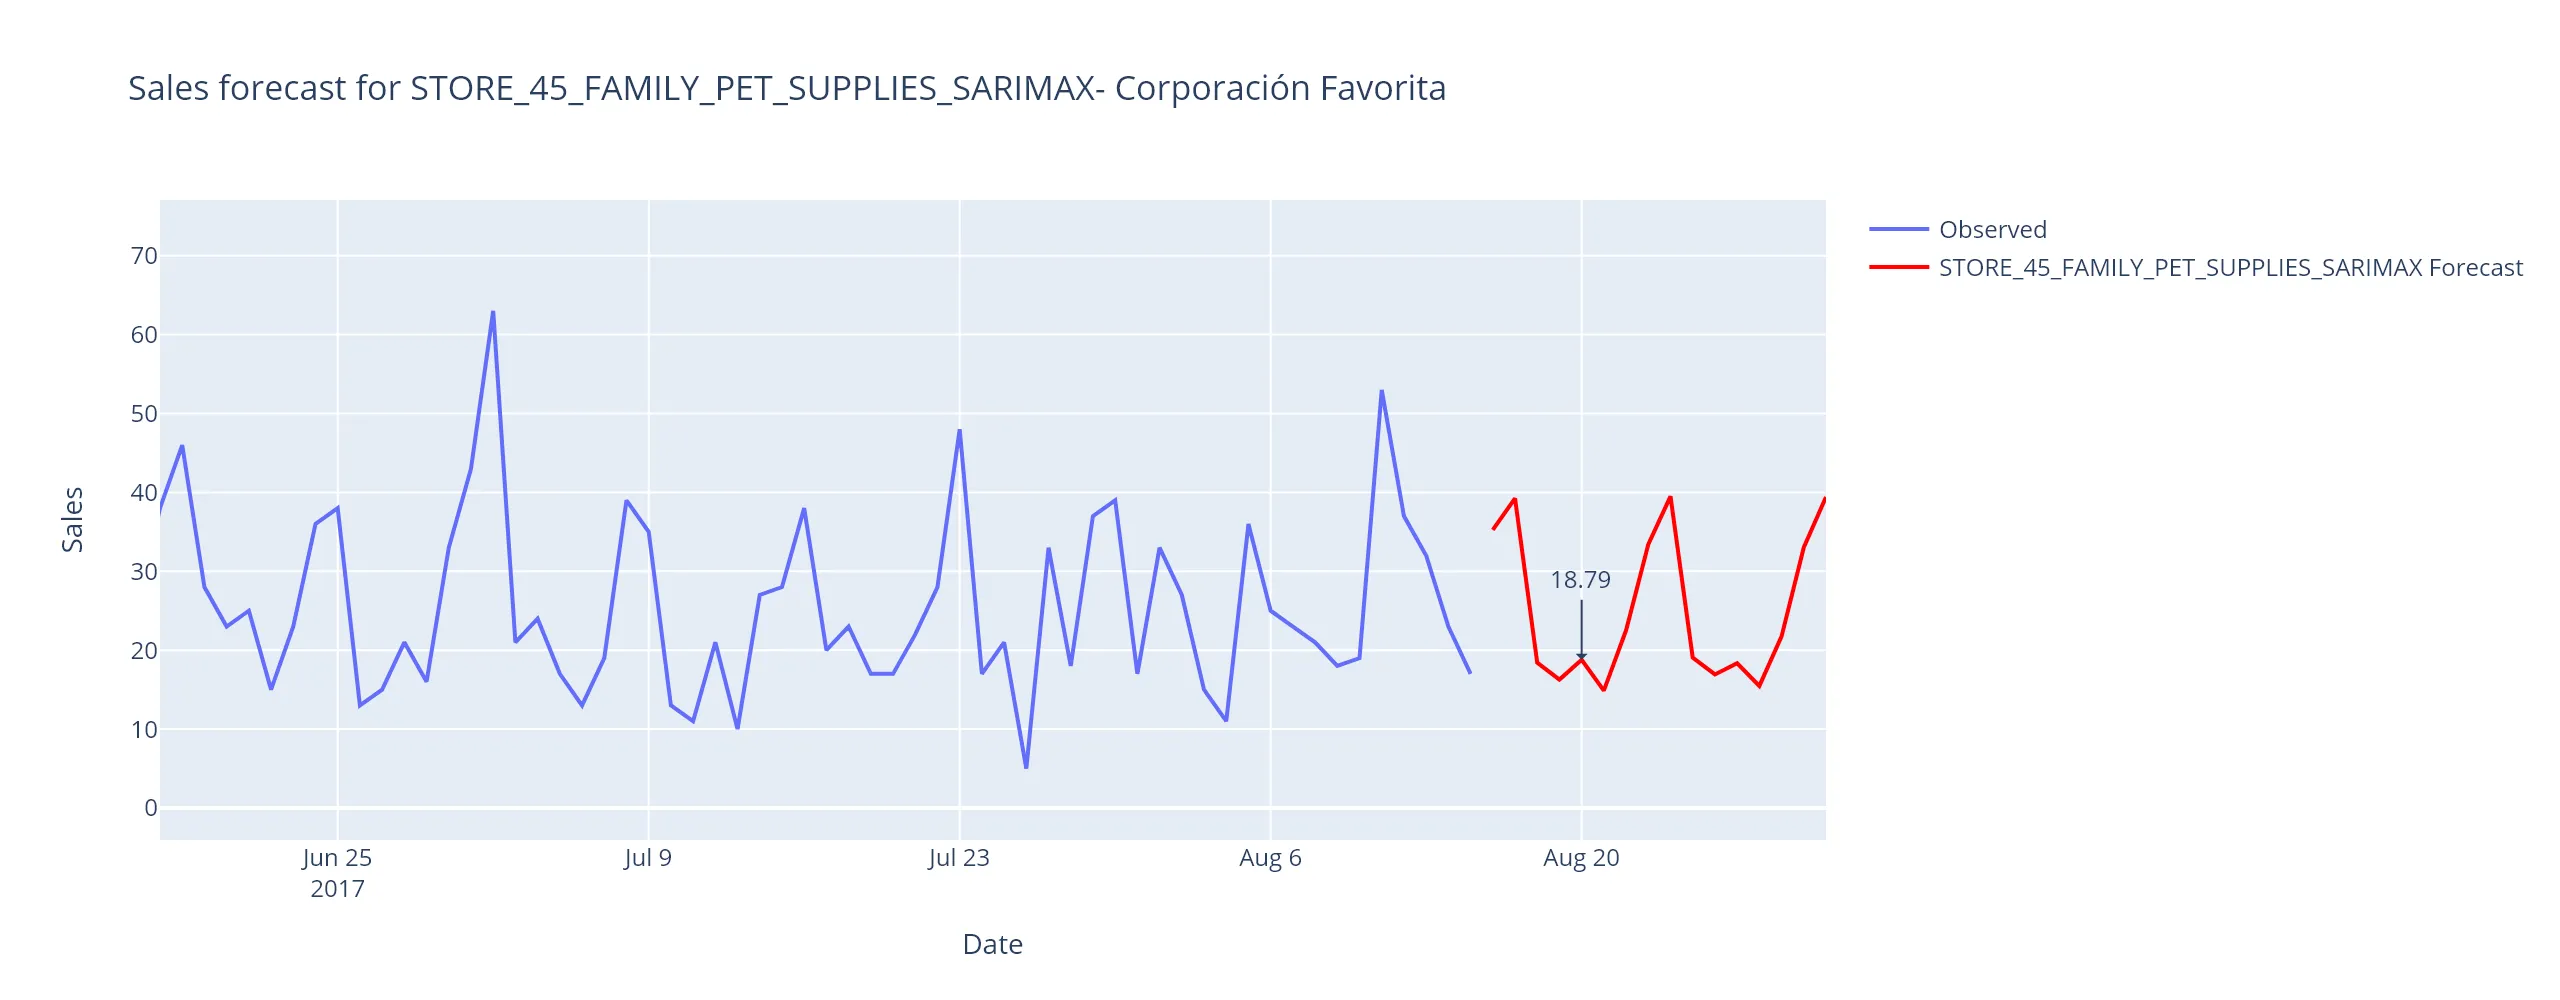 Sales forecast for STORE_45_FAMILY_PET_SUPPLIES_SARIMAX- Corporación Favorita
Observed
STORE_45_FAMILY_PET_SUPPLIES_SARIMAX Forecast
70
60
50
40
30
20
10
0
Sales
18.79
Jun 25
2017
Jul 9
Jul 23
Aug 6
Aug 20
Date